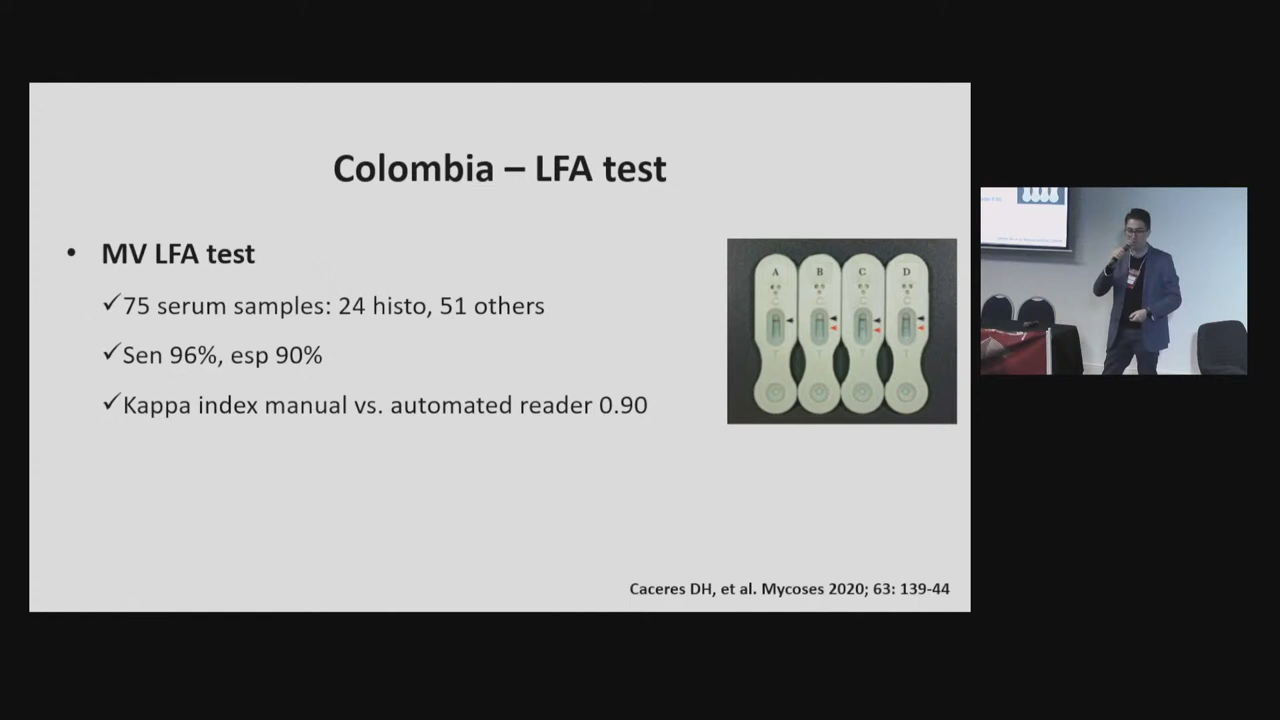 Colombia – LFA test
• MV LFA test
✓75 serum samples: 24 histo, 51 others
✓Sen 96%, esp 90%
✓Kappa index manual vs. automated reader 0.90
A B C D
C C C C
T T T T
Caceres DH, et al. Mycoses 2020; 63: 139-44